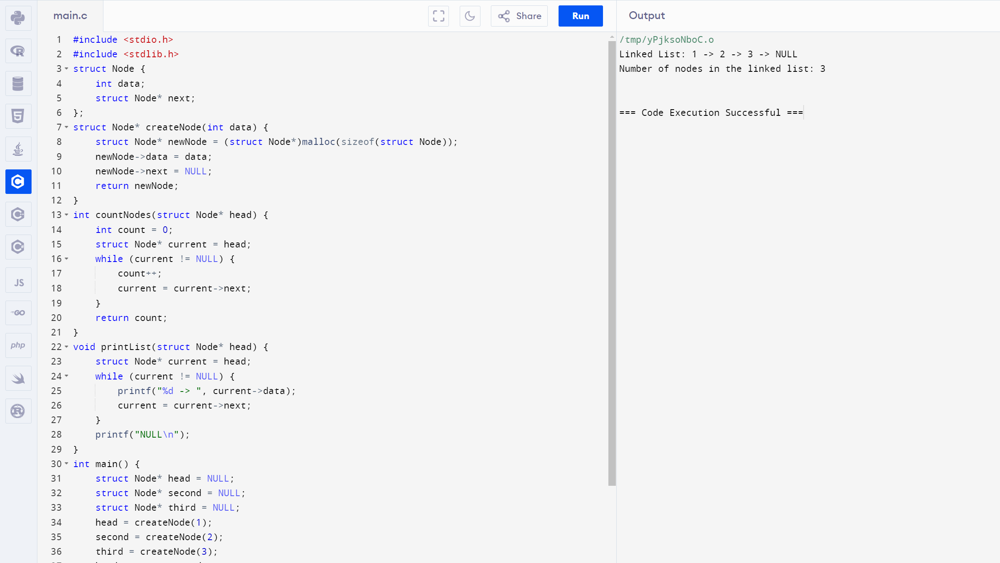 main.c
Share
Run
Output
1 #include <stdio.h>
2 #include <stdlib.h>
3 struct Node {
4     int data;
5     struct Node* next;
6 };
7 struct Node* createNode(int data) {
8     struct Node* newNode = (struct Node*)malloc(sizeof(struct Node));
9     newNode->data = data;
10     newNode->next = NULL;
11     return newNode;
12 }
13 int countNodes(struct Node* head) {
14     int count = 0;
15     struct Node* current = head;
16     while (current != NULL) {
17         count++;
18         current = current->next;
19     }
20     return count;
21 }
22 void printList(struct Node* head) {
23     struct Node* current = head;
24     while (current != NULL) {
25         printf("%d -> ", current->data);
26         current = current->next;
27     }
28     printf("NULL\n");
29 }
30 int main() {
31     struct Node* head = NULL;
32     struct Node* second = NULL;
33     struct Node* third = NULL;
34     head = createNode(1);
35     second = createNode(2);
36     third = createNode(3);
/tmp/yPjksoNboC.o
Linked List: 1 -> 2 -> 3 -> NULL
Number of nodes in the linked list: 3
=== Code Execution Successful ===
R
5
C
C++
C#
JS
GO
php
R